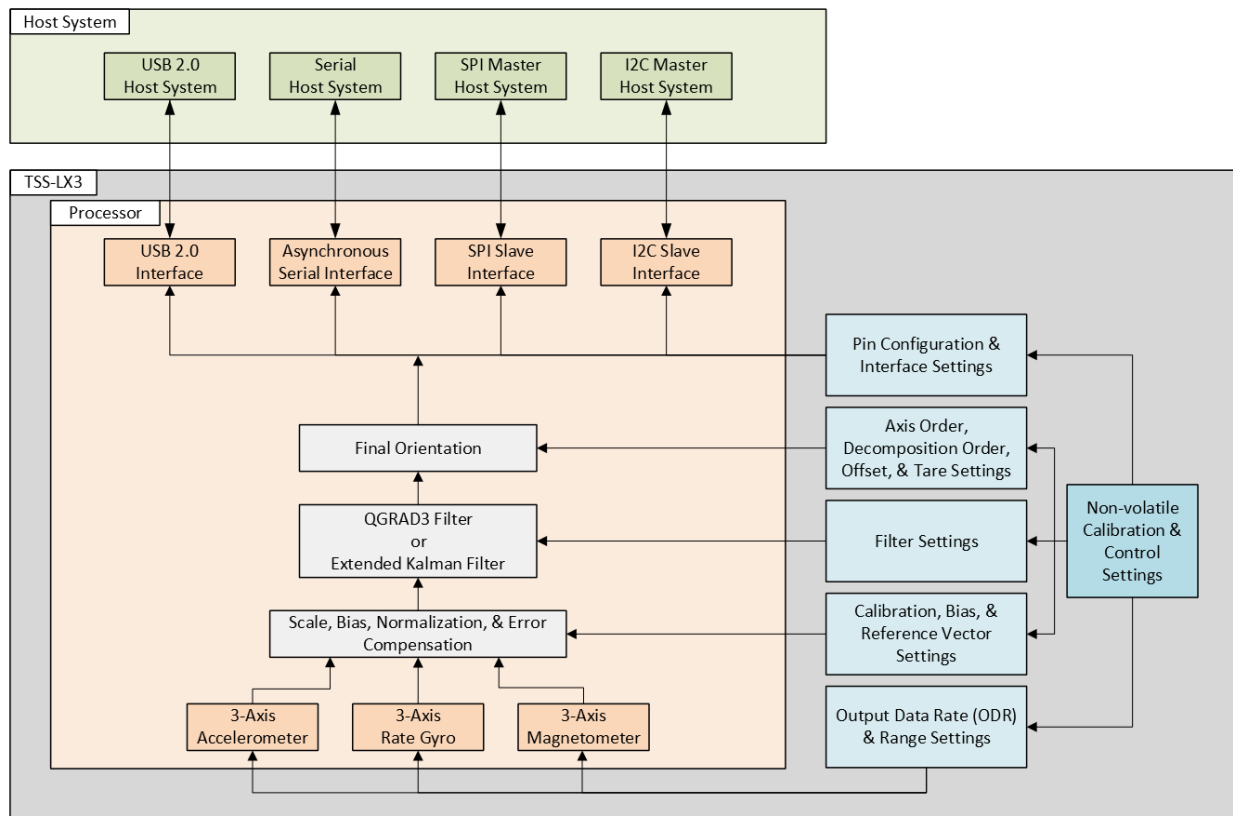 Host System
USB 2.0
Host System
Serial
Host System
SPI Master
Host System
I2C Master
Host System
TSS-LX3
Processor
USB 2.0
Interface
Asynchronous
Serial Interface
SPI Slave
Interface
I2C Slave
Interface
Pin Configuration &
Interface Settings
Final Orientation
Axis Order,
Decomposition Order,
Offset, & Tare Settings
QGRAD3 Filter
or
Extended Kalman Filter
Filter Settings
Non-volatile
Calibration &
Control
Settings
Scale, Bias, Normalization, & Error
Compensation
Calibration, Bias, &
Reference Vector
Settings
3-Axis
Accelerometer
3-Axis
Rate Gyro
3-Axis
Magnetometer
Output Data Rate (ODR)
& Range Settings